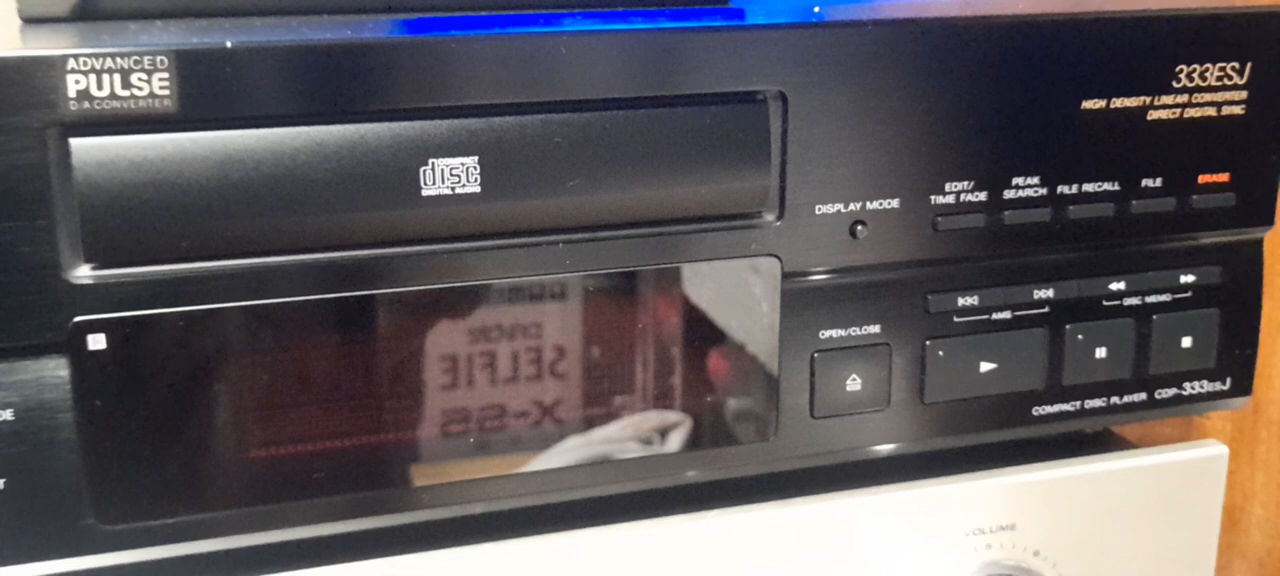 ADVANCED
PULSE
D/A CONVERTER
333ESJ
HIGH DENSITY LINEAR CONVERTER
DIRECT DIGITAL SYNC
COMPACT
disc
DIGITAL AUDIO
DISPLAY MODE
EDIT/
TIME FADE
PEAK
SEARCH
FILE RECALL
FILE
ERASE
AMS
DISC MEMO
OPEN/CLOSE
SELFIE
X-55
COMPACT DISC PLAYER CDP-333ESJ
DE
T
VOLUME